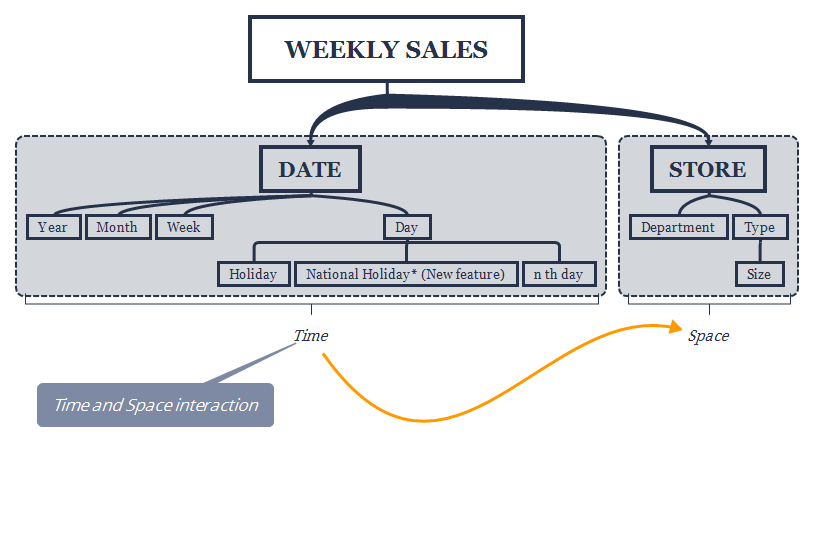 WEEKLY SALES
DATE
STORE
Year
Month
Week
Day
Department
Type
Holiday
National Holiday* (New feature)
n th day
Size
Time
Space
Time and Space interaction